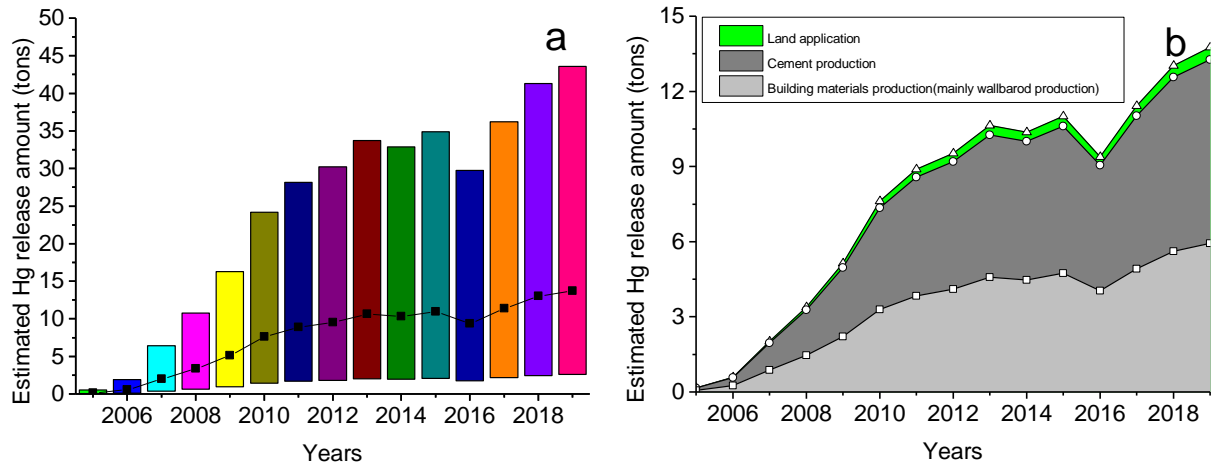 a
Estimated Hg release amount (tons)
50
45
40
35
30
25
20
15
10
5
0
2006 2008 2010 2012 2014 2016 2018
Years
b
Estimated Hg release amount (tons)
15
12
9
6
3
0
Land application
Cement production
Building materials production(mainly wallbarod production)
2006 2008 2010 2012 2014 2016 2018
Years